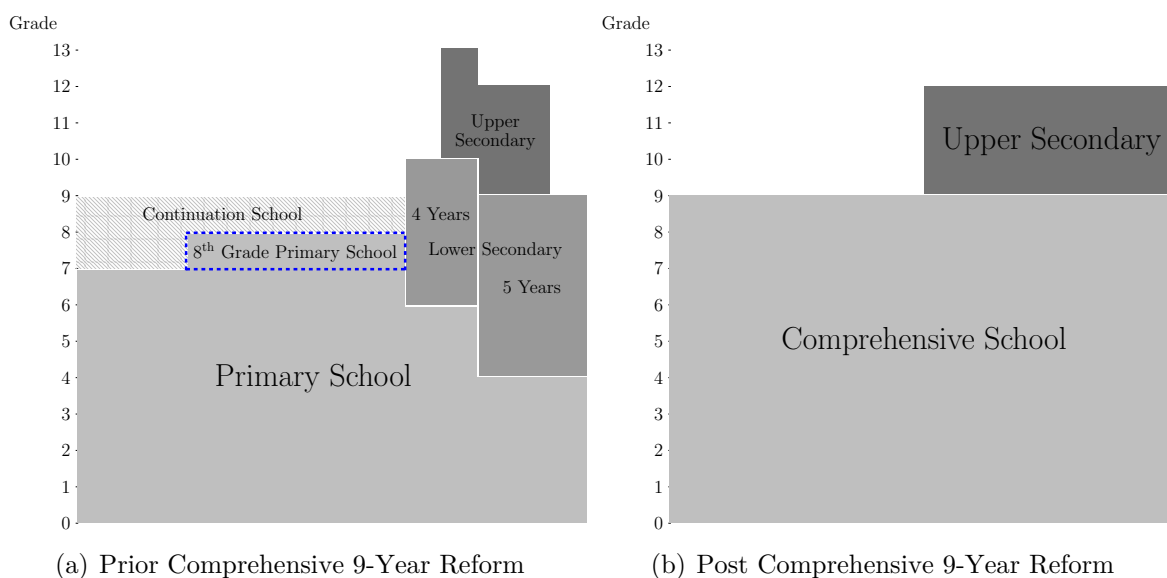 Grade
13
12
11
10
9
8
7
6
5
4
3
2
1
0
Upper
Secondary
Continuation School
4 Years
8th Grade Primary School
Lower Secondary
5 Years
Primary School
(a) Prior Comprehensive 9-Year Reform
Grade
13
12
11
10
9
8
7
6
5
4
3
2
1
0
Upper Secondary
Comprehensive School
(b) Post Comprehensive 9-Year Reform